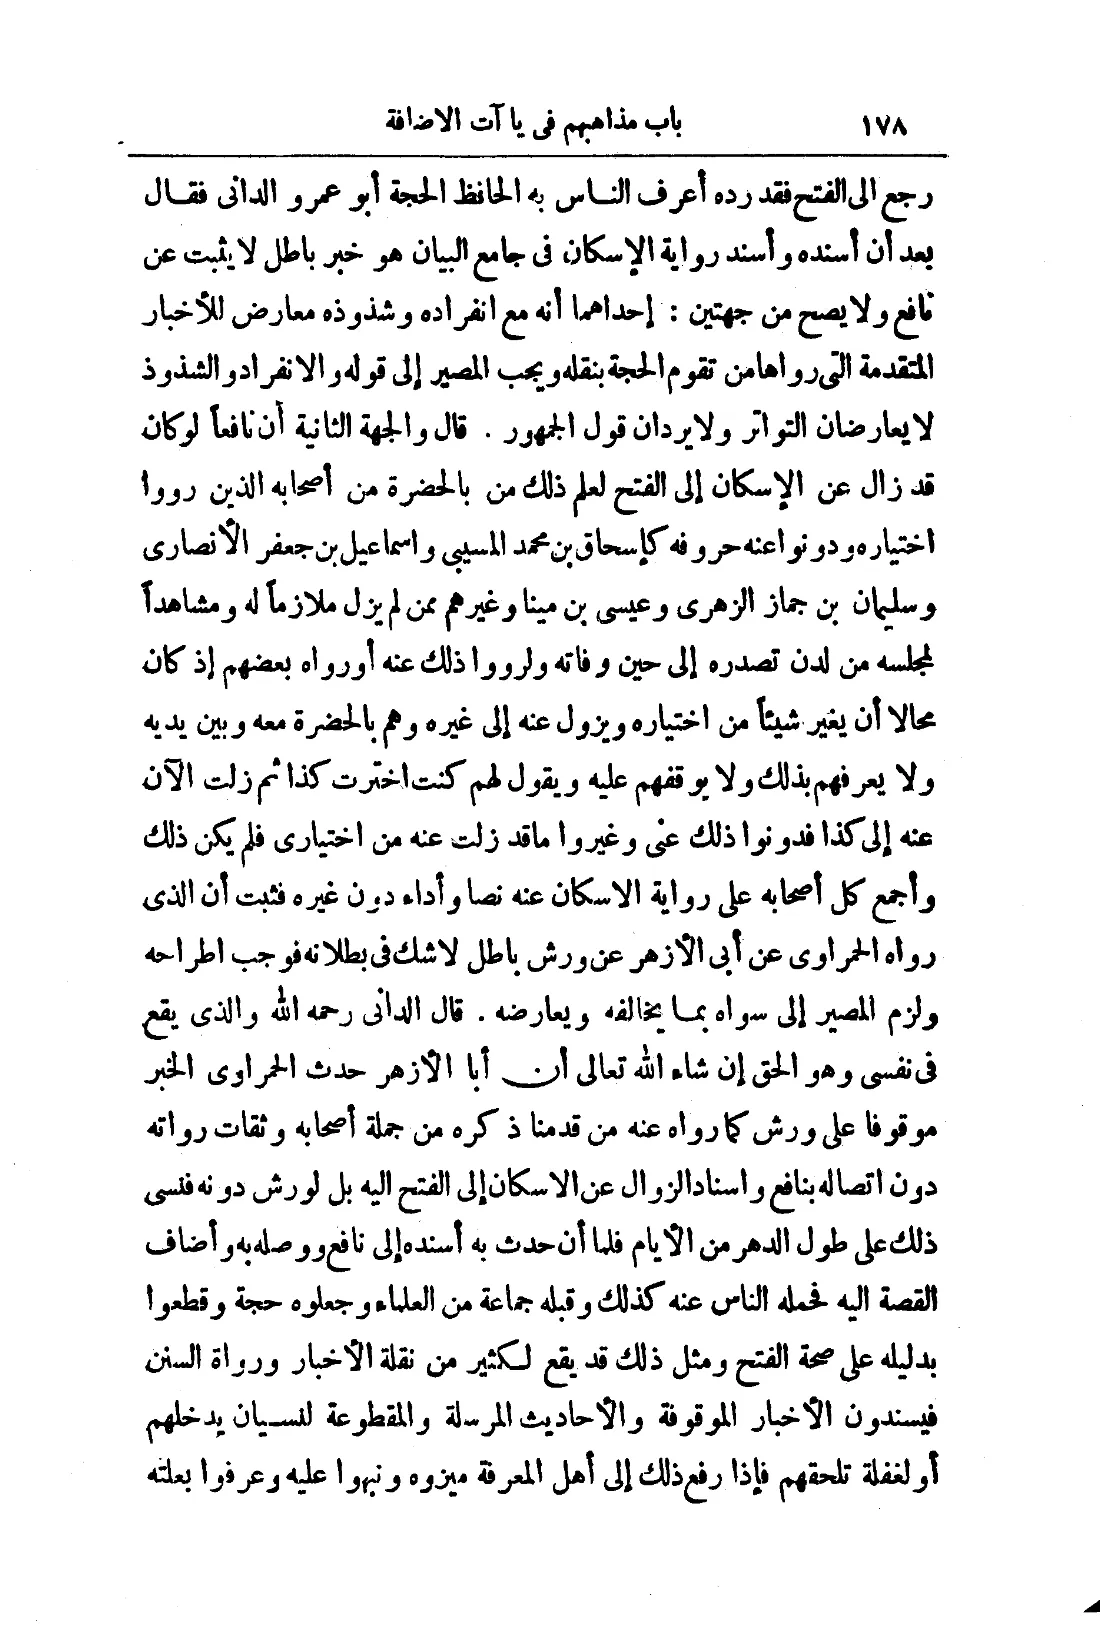 ١٧٨ باب مذاهبهم فى يا آت الاضافة
رجع الى الفتح فقد رده أعرف النـاس به الحافظ الحجة أبو عمرو الدانى فقـال
بعد أن أسنده وأسند رواية الإسكان فى جامع البيان هو خبر باطل لا يثبت عن
نافع ولا يصح من جهتين : إحداهما أنه مع انفراده وشذوذه معارض للأخبار
المتقدمة التى رواها من تقوم الحجة بنقله ويجب المصير إلى قوله والانفراد والشذوذ
لا يعارضان التواتر ولا يردان قول الجمهور . قال والجهة الثانية أن نافعاً لو كان
قد زال عن الإسكان إلى الفتح لعلم ذلك من بالحضرة من أصحابه الذين رووا
اختياره ودونوا عنه حروفه كإسحاق بن محمد المسيبى واسماعيل بن جعفر الأنصارى
وسليمان بن جماز الزهرى وعيسى بن مينا وغيرهم ممن لم يزل ملازماً له ومشاهداً
لمجلسه من لدن تصدره إلى حين وفاته ولرووا ذلك عنه أو رواه بعضهم إذ كان
محالا أن يغير شيئاً من اختياره ويزول عنه إلى غيره وهم بالحضرة معه وبين يديه
ولا يعرفهم بذلك ولا يوقفهم عليه ويقول لهم كنت اخترت كذا ثم زلت الآن
عنه إلى كذا فدونوا ذلك عنى وغيروا ماقد زلت عنه من اختيارى فلم يكن ذلك
وأجمع كل أصحابه على رواية الاسكان عنه نصا وأداء دون غيره فثبت أن الذى
رواه الحمراوى عن أبى الأزهر عن ورش باطل لا شك فى بطلانه فوجب اطراحه
ولزم المصير إلى سواه بمـا يخالفه ويعارضه . قال الدانى رحمه الله والذى يقع
فى نفسى وهو الحق إن شاء الله تعالى أن أبا الأزهر حدث الحمراوى الخبر
موقوفا على ورش كما رواه عنه من قدمنا ذكره من جملة أصحابه وثقات رواته
دون اتصاله بنافع واسناد الزوال عن الاسكان إلى الفتح اليه بل لورش دونه فنسى
ذلك على طول الدهر من الأيام فلما أن حدث به أسنده إلى نافع ووصله به وأضاف
القصة اليه فحمله الناس عنه كذلك وقبله جماعة من العلماء وجعلوه حجة وقطعوا
بدليله على صحة الفتح ومثل ذلك قد يقع لـكثير من نقلة الأخبار ورواة السنن
فيسندون الأخبار الموقوفة والأحاديث المرسلة والمقطوعة لنسـيان يدخلهم
أو لغفلة تلحقهم فإذا رفع ذلك إلى أهل المعرفة ميزوه ونبهوا عليه وعرفوا بعلته